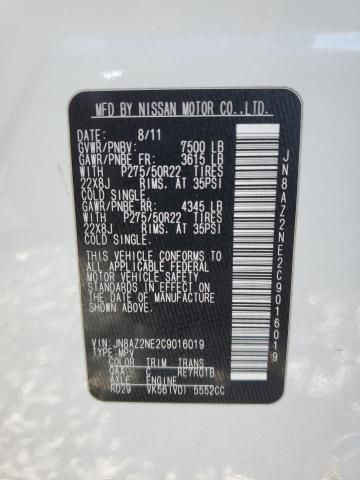 MFD BY NISSAN MOTOR CO.,LTD.
DATE: 8/11
GVWR/PNBV: 7500 LB
GAWR/PNBE FR: 3615 LB
WITH P275/50R22 TIRES
22X8J RIMS, AT 35PSI
COLD SINGLE.
GAWR/PNBE RR: 4345 LB
WITH P275/50R22 TIRES
22X8J RIMS. AT 35PSI
COLD SINGLE.
THIS VEHICLE CONFORMS TO
ALL APPLICABLE FEDERAL
MOTOR VEHICLE SAFETY
STANDARDS IN EFFECT ON THE
DATE OF MANUFACTURE
SHOWN ABOVE.
VIN: JN8AZ2NE2C9016019
TYPE:MPV
COLOR TRIM TRANS
QAA C RE7R01B
AXLE ENGINE
HD29 VK56(VD) 5552CC
JN8AZ2NE2C9016019